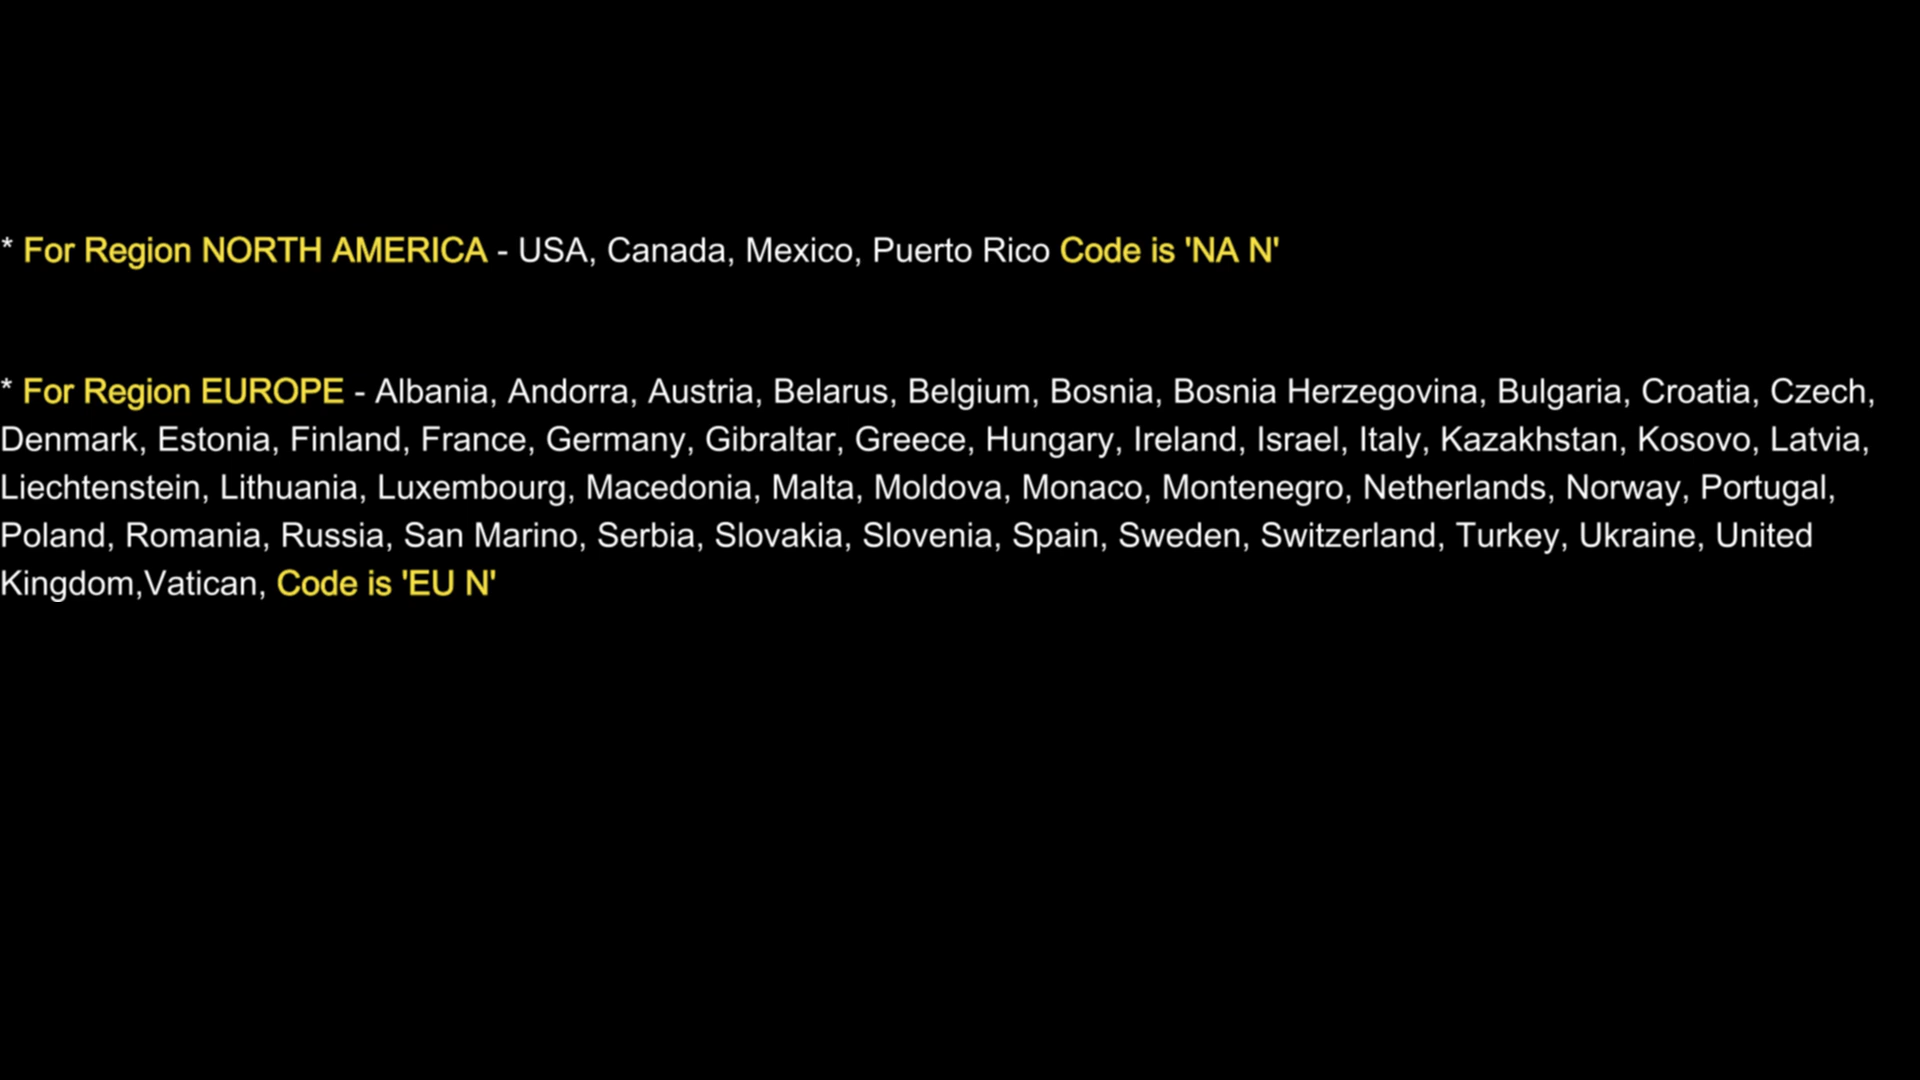 * For Region NORTH AMERICA - USA, Canada, Mexico, Puerto Rico Code is 'NA N'
* For Region EUROPE - Albania, Andorra, Austria, Belarus, Belgium, Bosnia, Bosnia Herzegovina, Bulgaria, Croatia, Czech,
Denmark, Estonia, Finland, France, Germany, Gibraltar, Greece, Hungary, Ireland, Israel, Italy, Kazakhstan, Kosovo, Latvia,
Liechtenstein, Lithuania, Luxembourg, Macedonia, Malta, Moldova, Monaco, Montenegro, Netherlands, Norway, Portugal,
Poland, Romania, Russia, San Marino, Serbia, Slovakia, Slovenia, Spain, Sweden, Switzerland, Turkey, Ukraine, United
Kingdom,Vatican, Code is 'EU N'